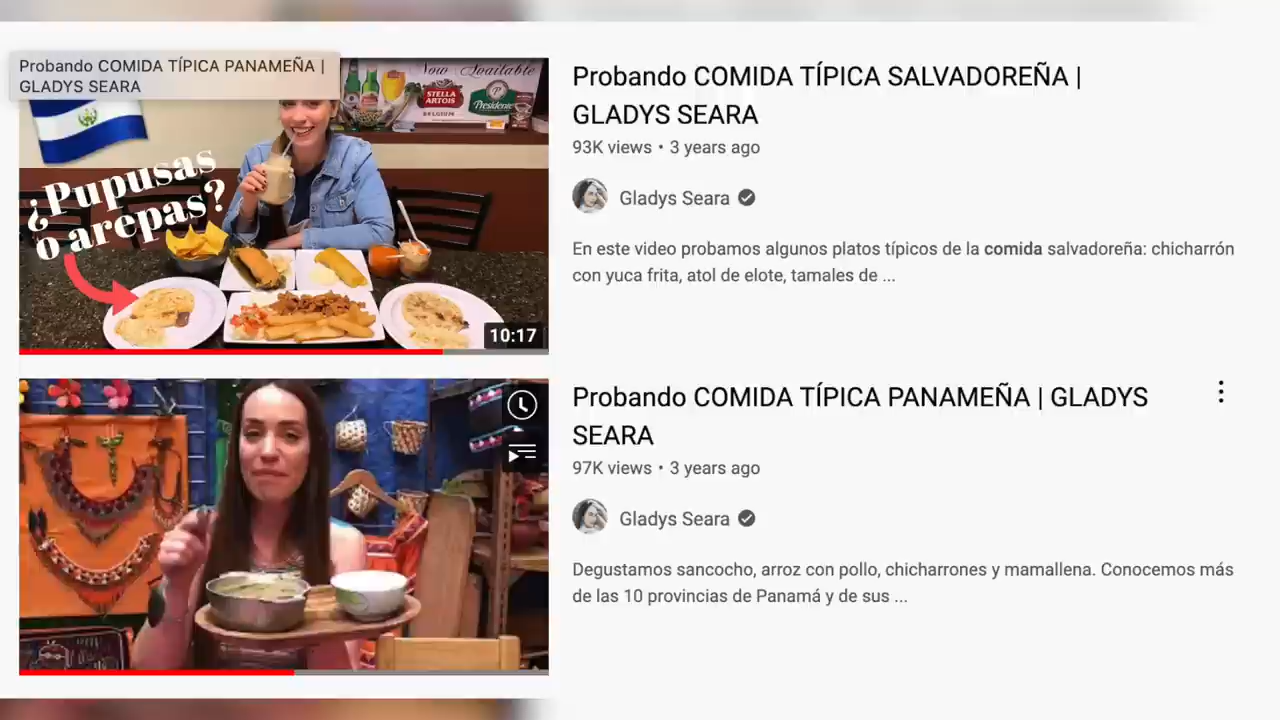 Probando COMIDA TÍPICA PANAMEÑA |
GLADYS SEARA
Now Available
STELLA
ARTOIS
BELGIUM
Presidente
¿Pupusas
o arepas?
10:17
Probando COMIDA TÍPICA SALVADOREÑA |
GLADYS SEARA
93K views • 3 years ago
Gladys Seara
En este video probamos algunos platos típicos de la comida salvadoreña: chicharrón
con yuca frita, atol de elote, tamales de ...
Probando COMIDA TÍPICA PANAMEÑA | GLADYS
SEARA
97K views • 3 years ago
Gladys Seara
Degustamos sancocho, arroz con pollo, chicharrones y mamallena. Conocemos más
de las 10 provincias de Panamá y de sus ...